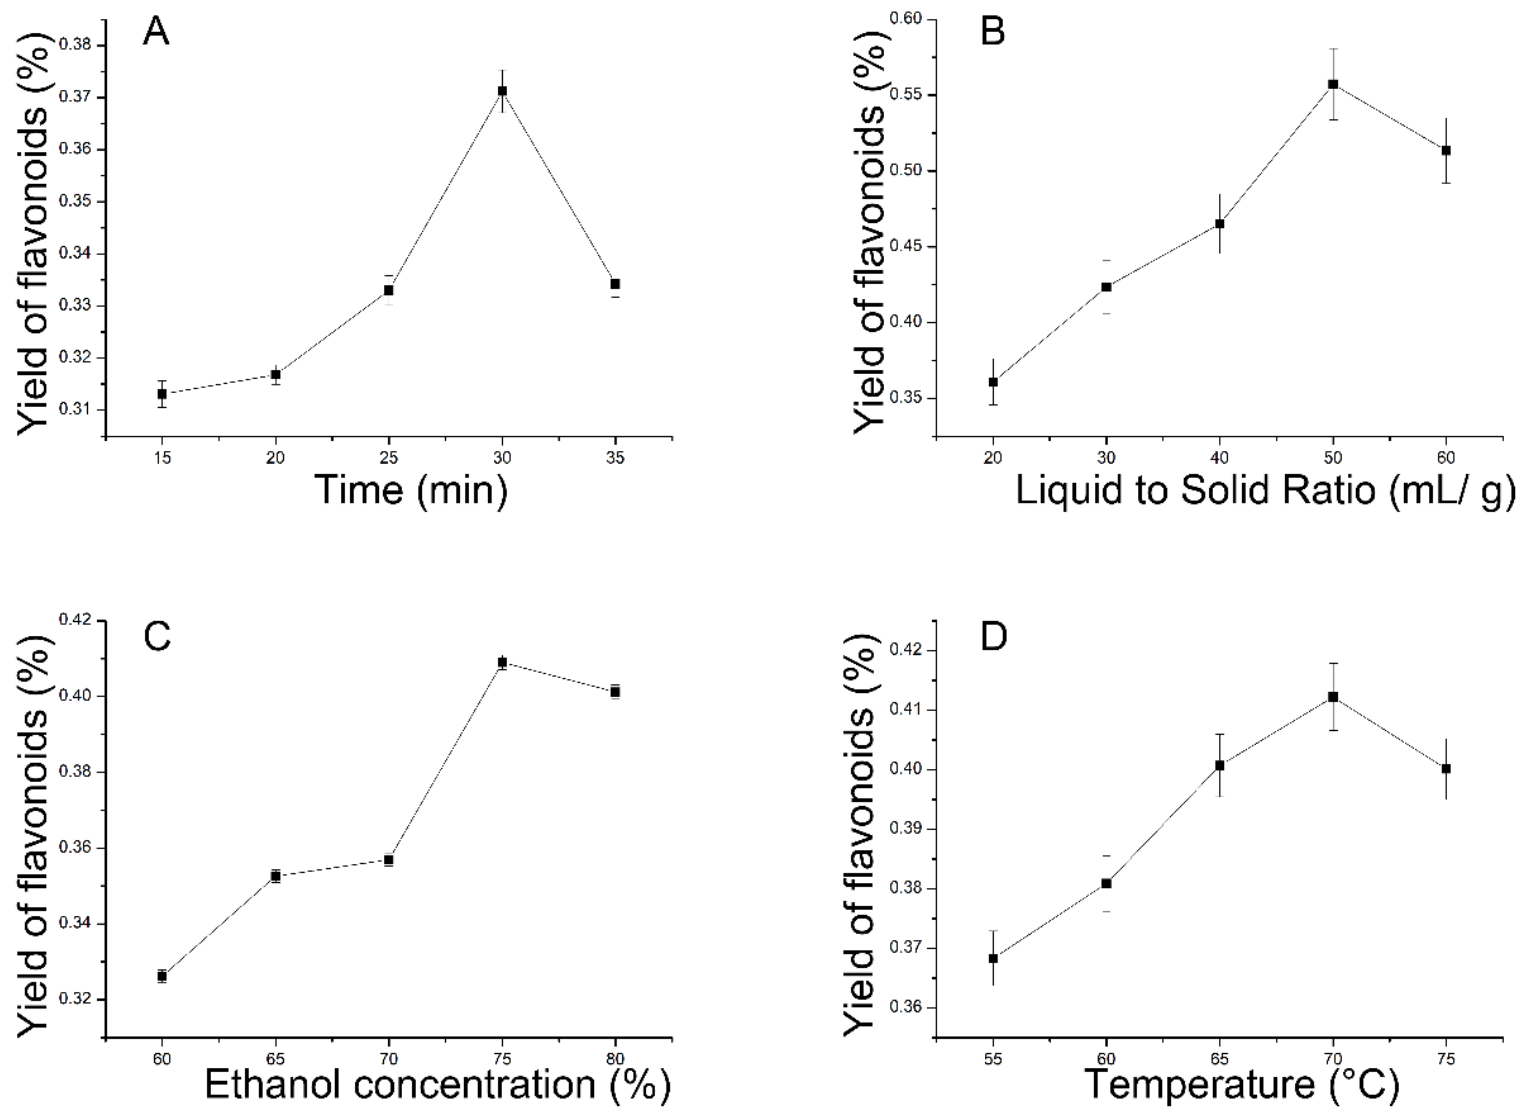 A
Yield of flavonoids (%)
0.38
0.37
0.36
0.35
0.34
0.33
0.32
0.31
15 20 25 30 35
Time (min)
B
Yield of flavonoids (%)
0.60
0.55
0.50
0.45
0.40
0.35
20 30 40 50 60
Liquid to Solid Ratio (mL/ g)
C
Yield of flavonoids (%)
0.42
0.40
0.38
0.36
0.34
0.32
60 65 70 75 80
Ethanol concentration (%)
D
Yield of flavonoids (%)
0.42
0.41
0.40
0.39
0.38
0.37
0.36
55 60 65 70 75
Temperature (°C)